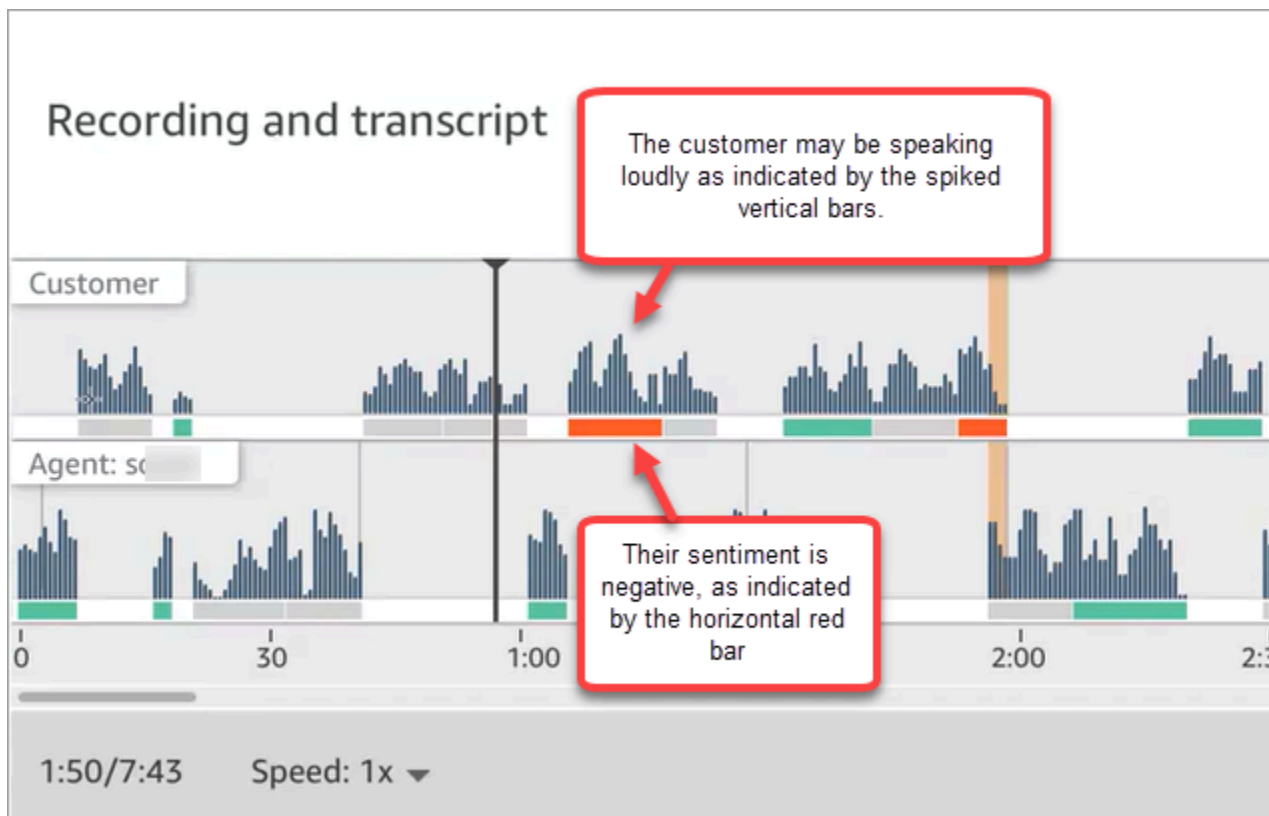 Recording and transcript
The customer may be speaking
loudly as indicated by the spiked
vertical bars.
Customer
Agent:
Their sentiment is
negative, as indicated
by the horizontal red
bar
0
30
1:00
2:00
1:50/7:43
Speed: 1x